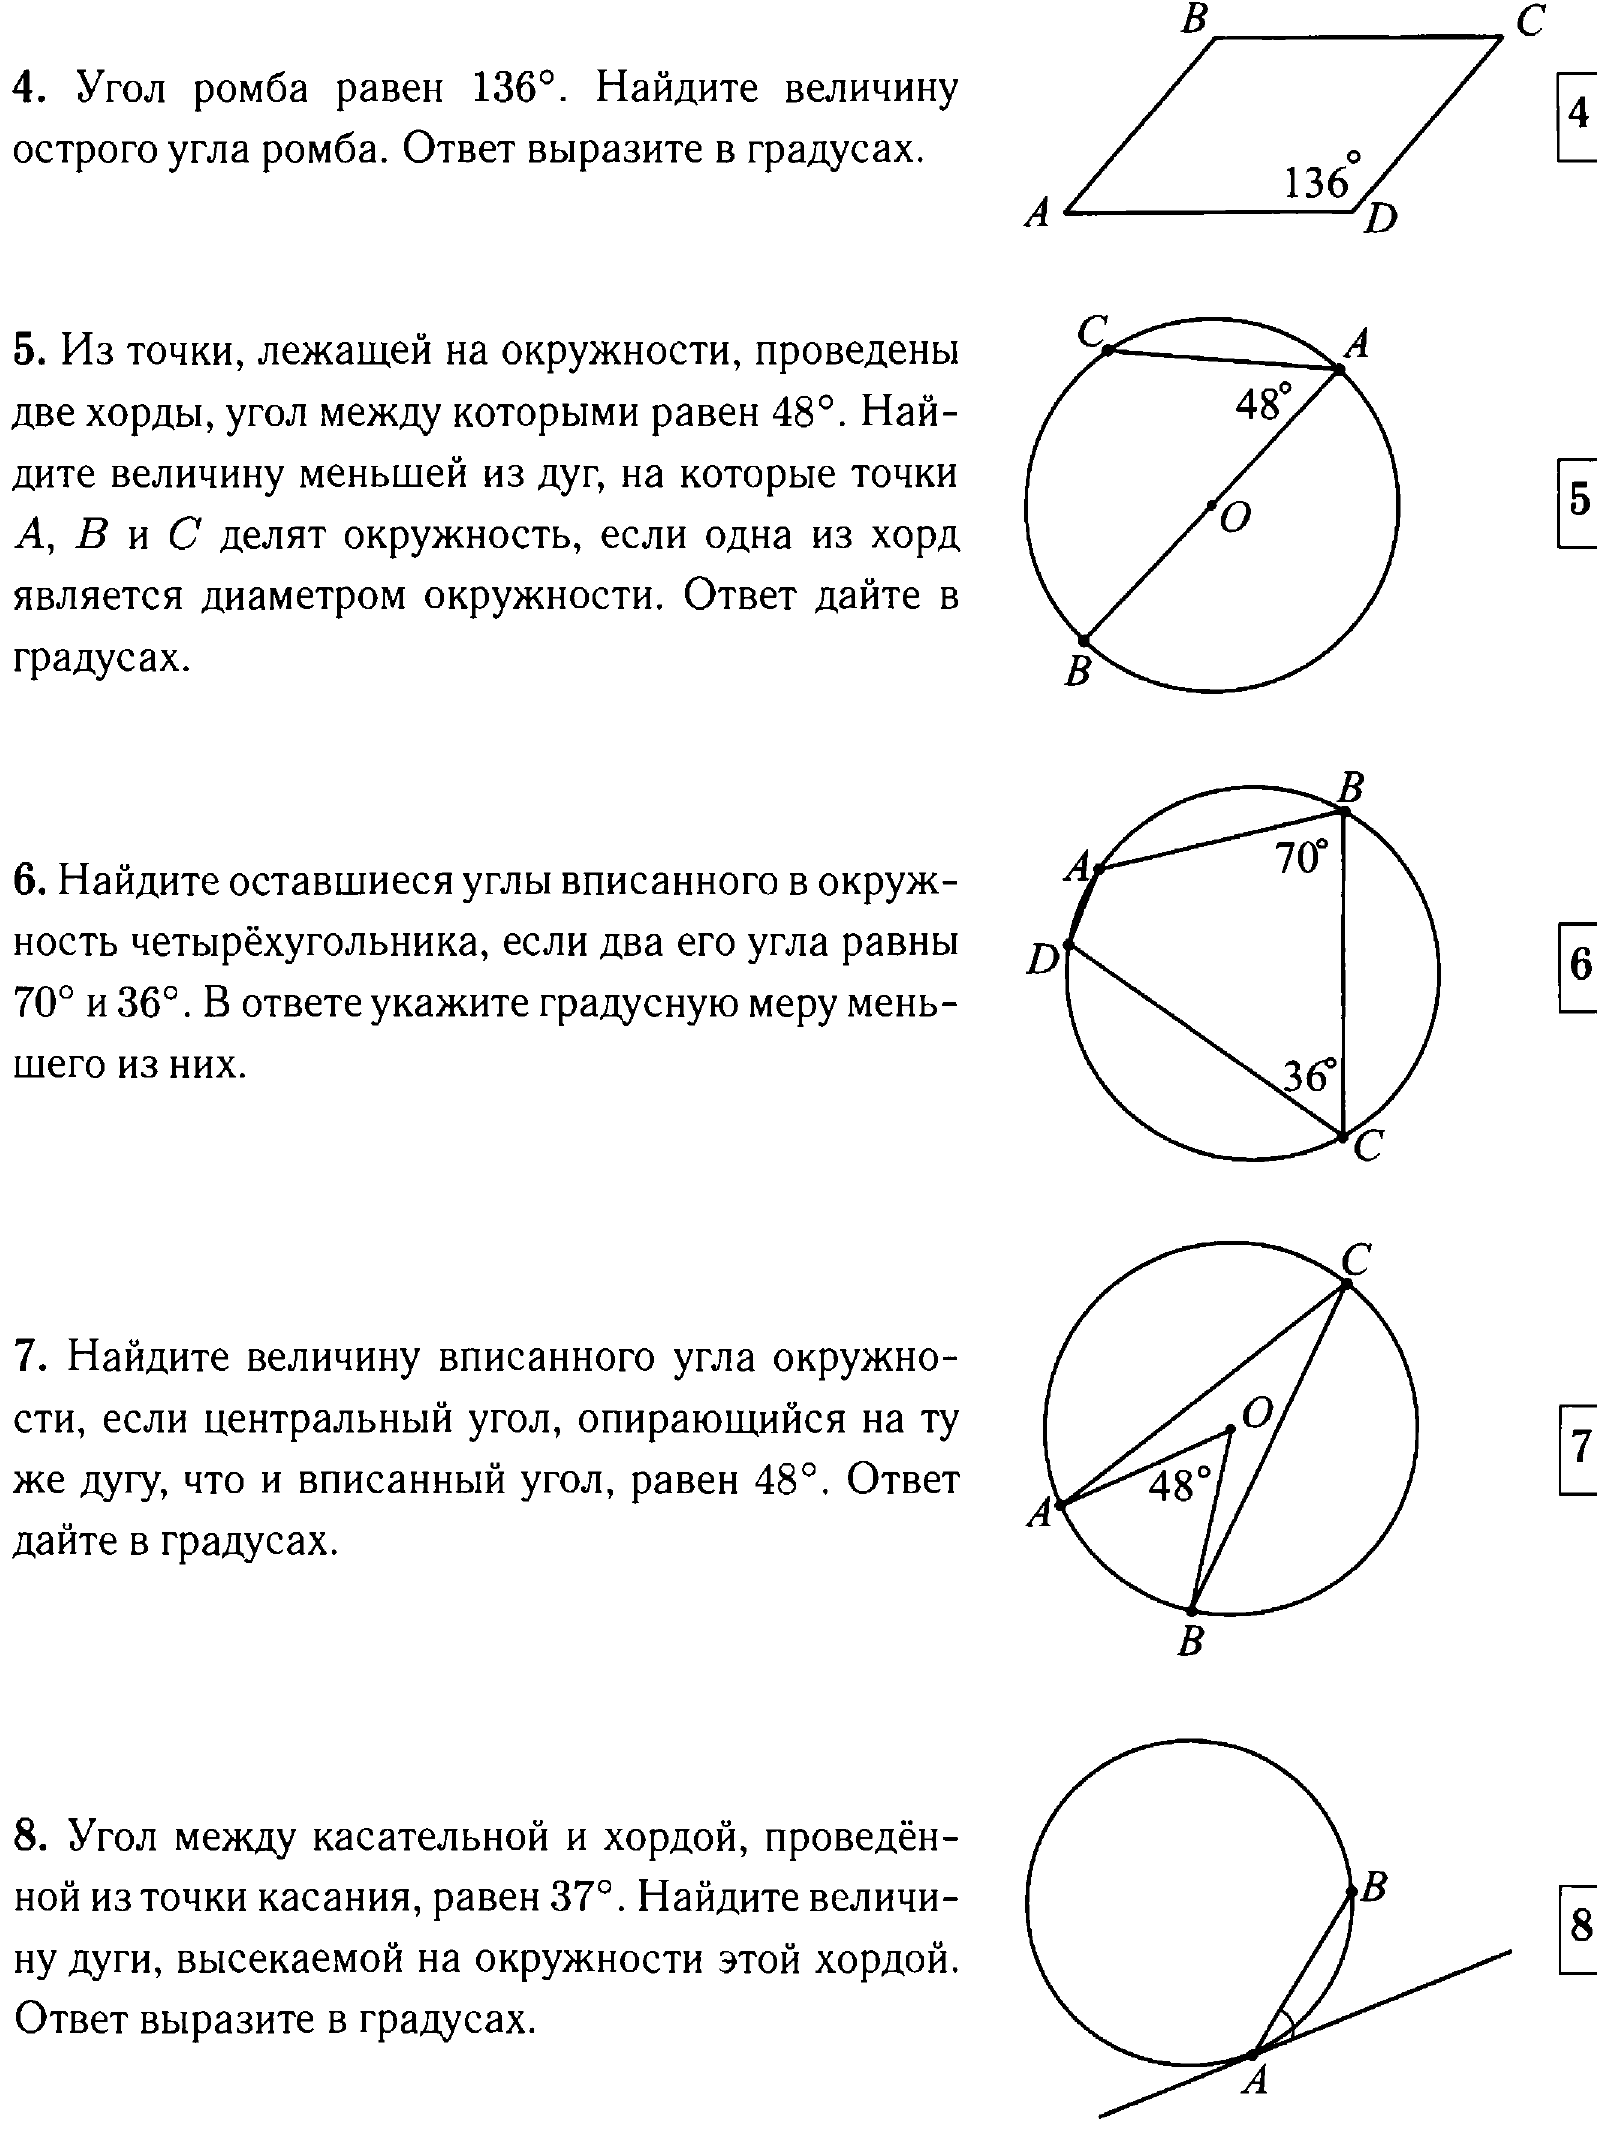 4. Угол ромба равен 136°. Найдите величину
острого угла ромба. Ответ выразите в градусах.
B
C
136°
A
D
4
5. Из точки, лежащей на окружности, проведены
две хорды, угол между которыми равен 48°. Най-
дите величину меньшей из дуг, на которые точки
A, B и C делят окружность, если одна из хорд
является диаметром окружности. Ответ дайте в
градусах.
C
A
48°
O
B
5
6. Найдите оставшиеся углы вписанного в окруж-
ность четырёхугольника, если два его угла равны
70° и 36°. В ответе укажите градусную меру мень-
шего из них.
B
70°
A
D
36°
C
6
7. Найдите величину вписанного угла окружно-
сти, если центральный угол, опирающийся на ту
же дугу, что и вписанный угол, равен 48°. Ответ
дайте в градусах.
C
O
48°
A
B
7
8. Угол между касательной и хордой, проведён-
ной из точки касания, равен 37°. Найдите величи-
ну дуги, высекаемой на окружности этой хордой.
Ответ выразите в градусах.
B
A
8